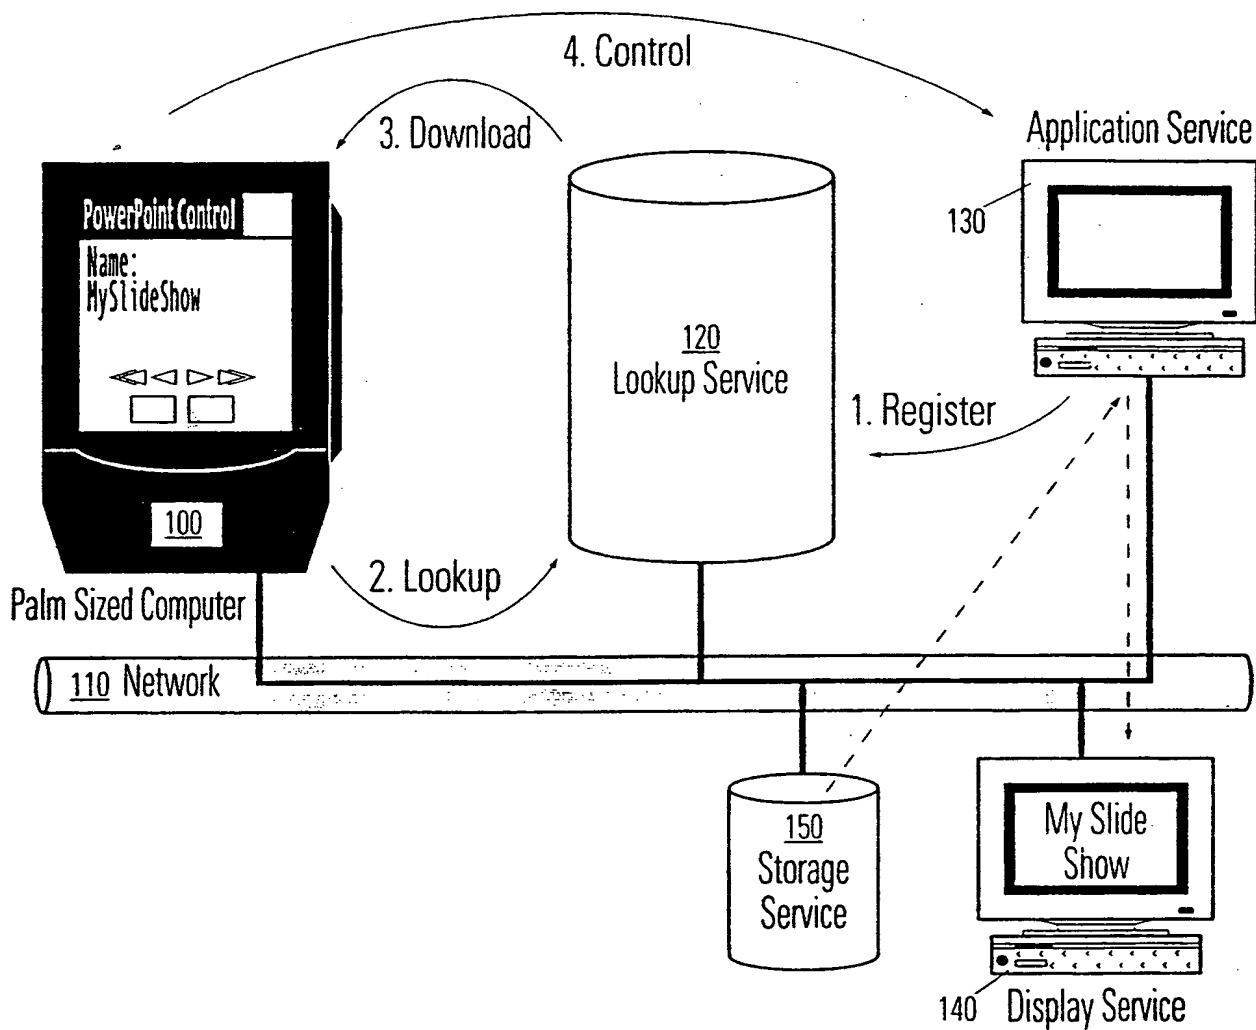 4. Control
3. Download
Application Service
PowerPoint Control
130
Name:
MySlideShow
120
Lookup Service
1. Register
100
2. Lookup
Palm Sized Computer
110 Network
150
Storage
Service
My Slide
Show
140
Display Service